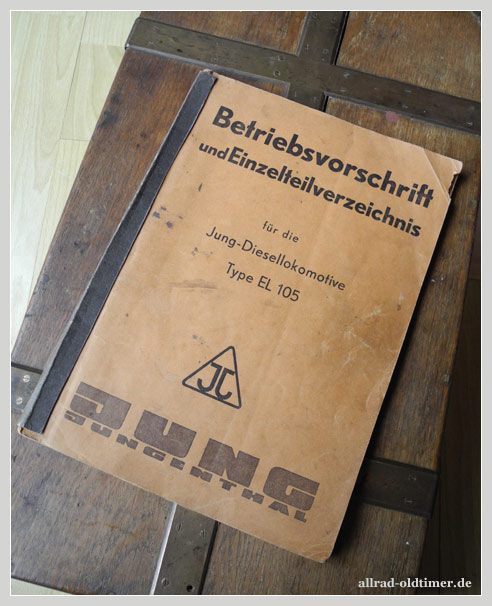 Betriebsvorschrift
und Einzelteilverzeichnis
für die
Jung-Diesellokomotive
Type EL 105
JUNG
JUNGENTHAL
allrad-oldtimer.de